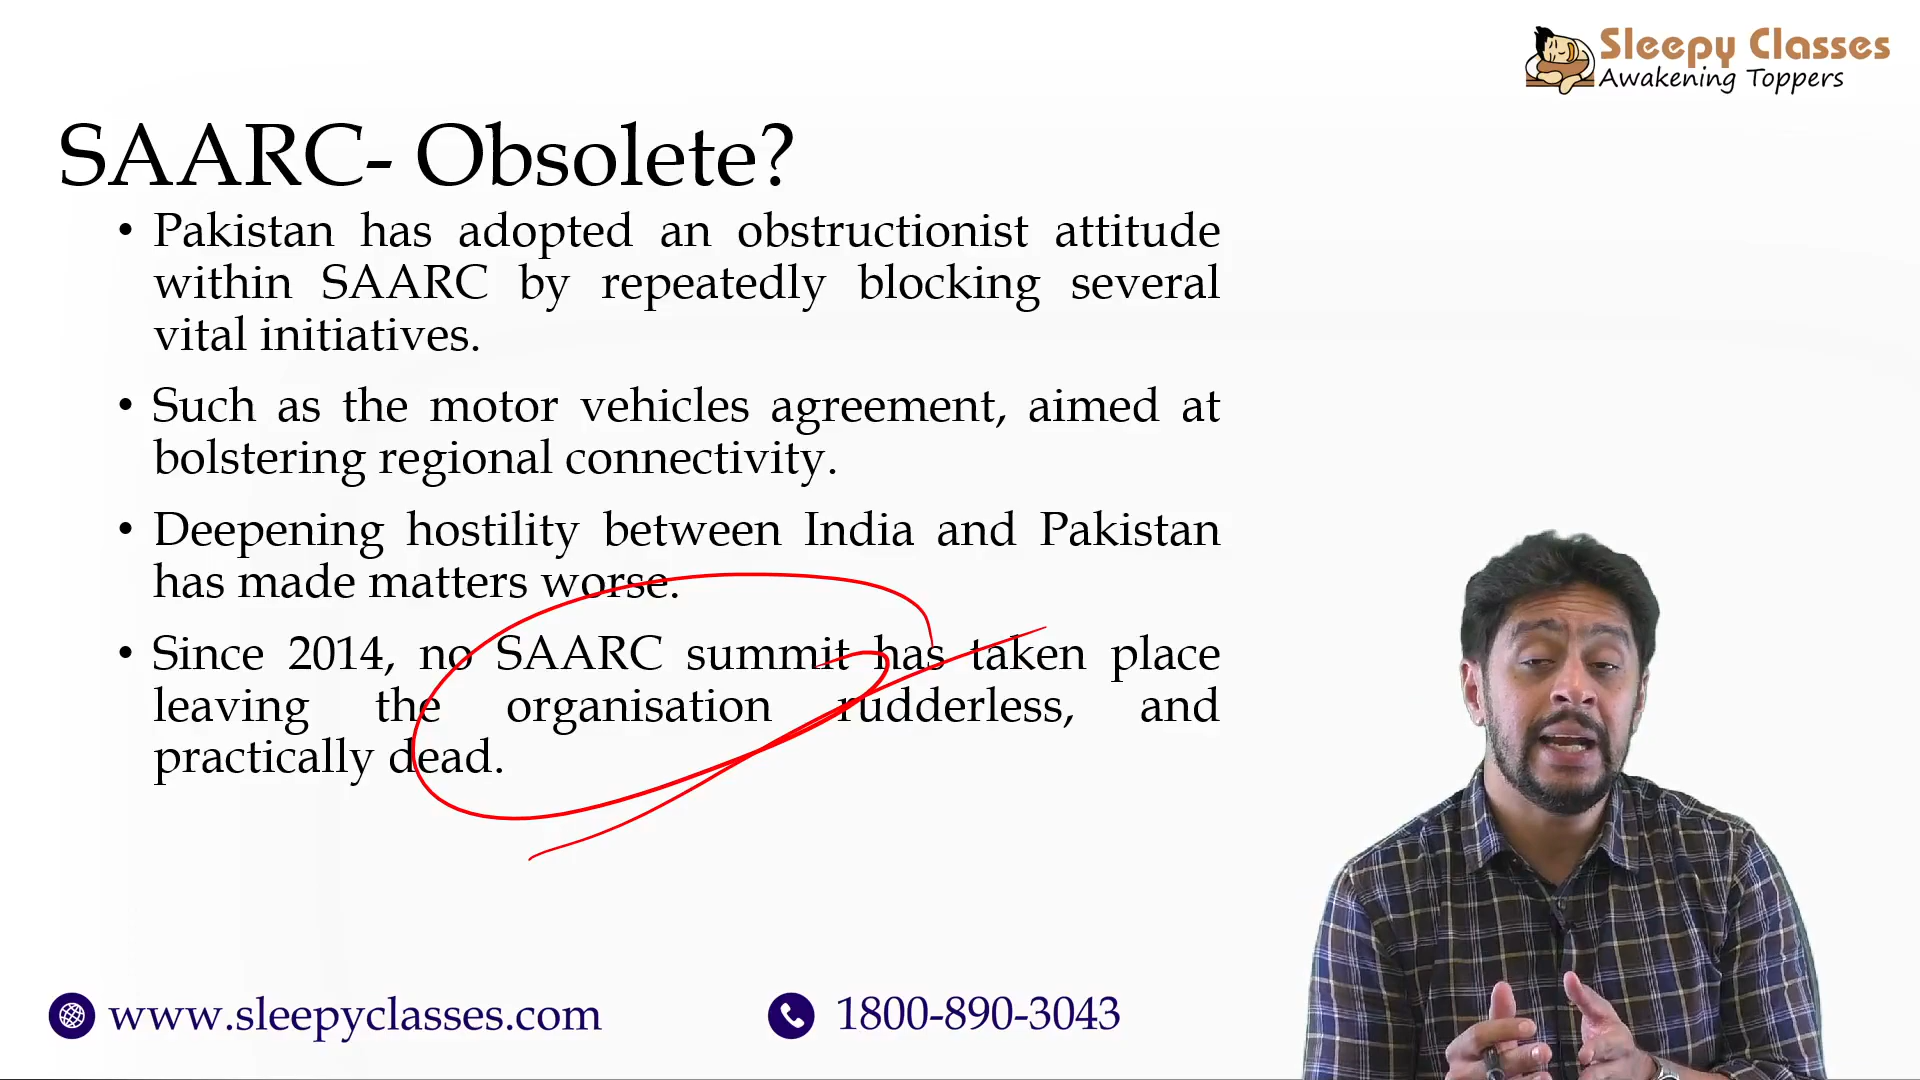 Sleepy Classes
Awakening Toppers
SAARC- Obsolete?
• Pakistan has adopted an obstructionist attitude
within SAARC by repeatedly blocking several
vital initiatives.
• Such as the motor vehicles agreement, aimed at
bolstering regional connectivity.
• Deepening hostility between India and Pakistan
has made matters worse.
• Since 2014, no SAARC summit has taken place
leaving the organisation rudderless, and
practically dead.
www.sleepyclasses.com
1800-890-3043